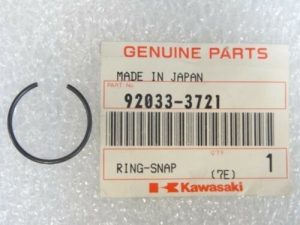 GENUINE PARTS
MADE IN JAPAN
PART NO.
92033-3721
QTY
RING-SNAP 1
(7E)
Kawasaki